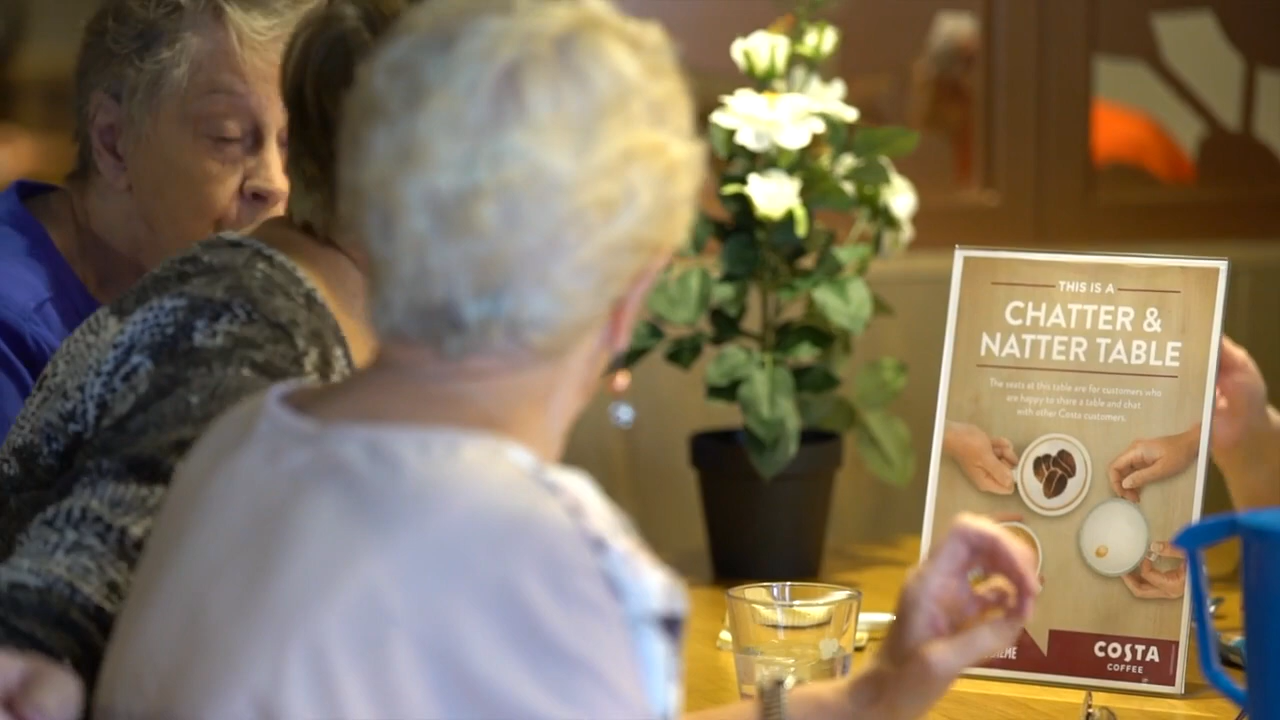 THIS IS A
CHATTER &
NATTER TABLE
The seats at this table are for customers who
are happy to share a table and chat
with other Costa customers.
COSTA
COFFEE